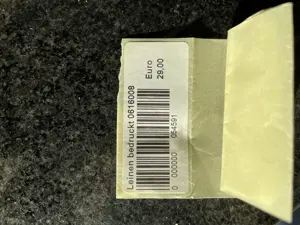 Leinen bedruckt 0616008
Euro
29,00
0 000000 054591